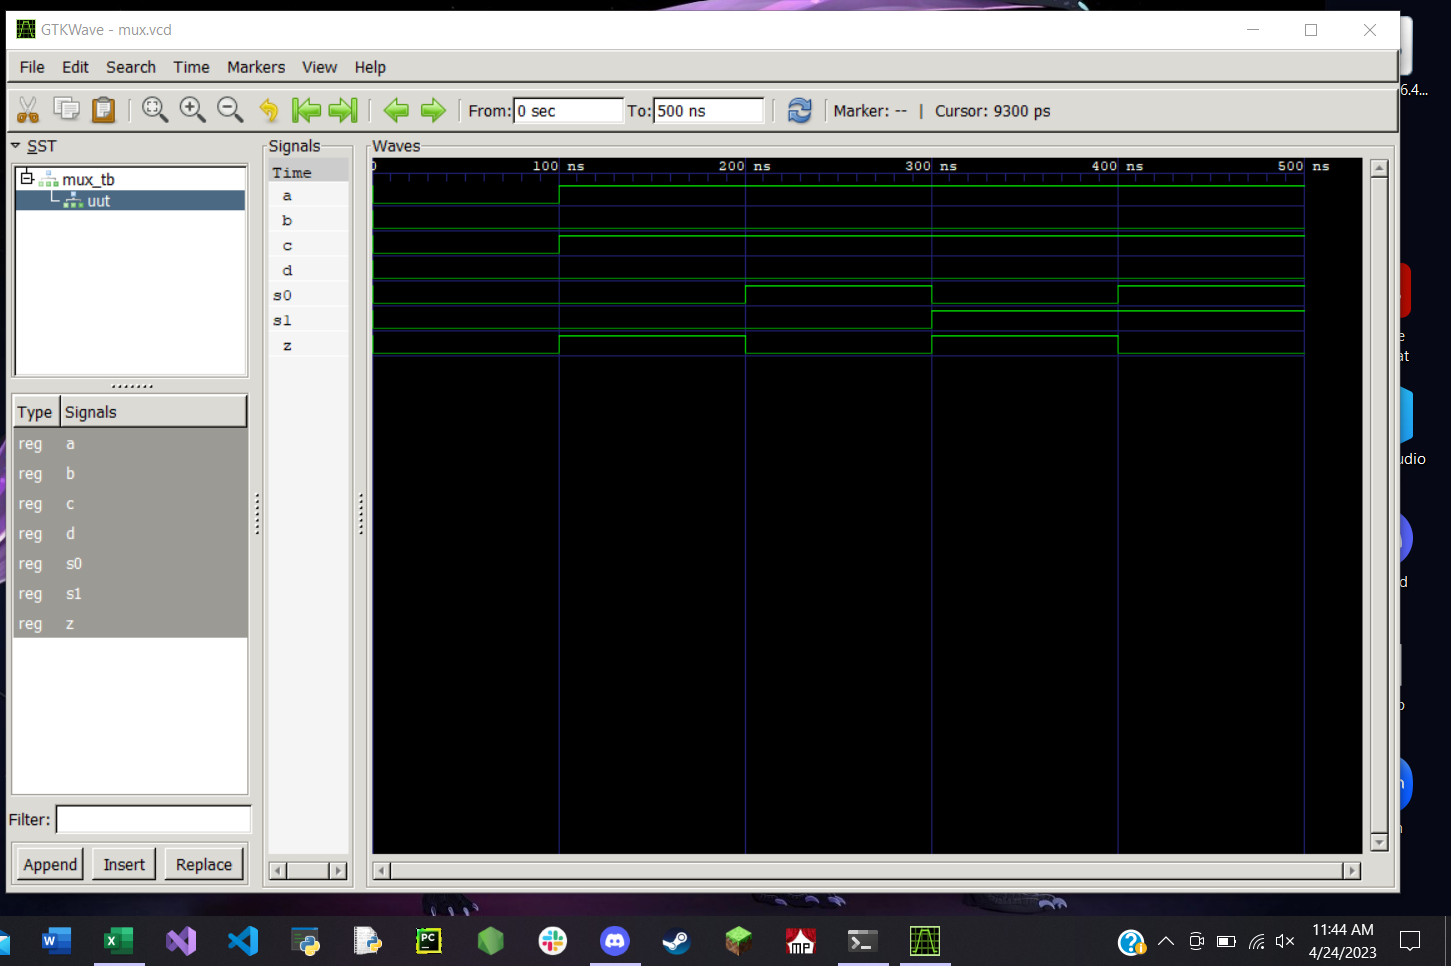 GTKWave - mux.vcd
File Edit Search Time Markers View Help
From: 0 sec To: 500 ns Marker: -- | Cursor: 9300 ps
SST
mux_tb
uut
Type Signals
reg a
reg b
reg c
reg d
reg s0
reg s1
reg z
Filter:
Append Insert Replace
Signals
Time
a
b
c
d
s0
s1
z
Waves
0 100 ns 200 ns 300 ns 400 ns 500 ns
6.4...
e
at
udio
d
W X PC MP
11:44 AM
4/24/2023